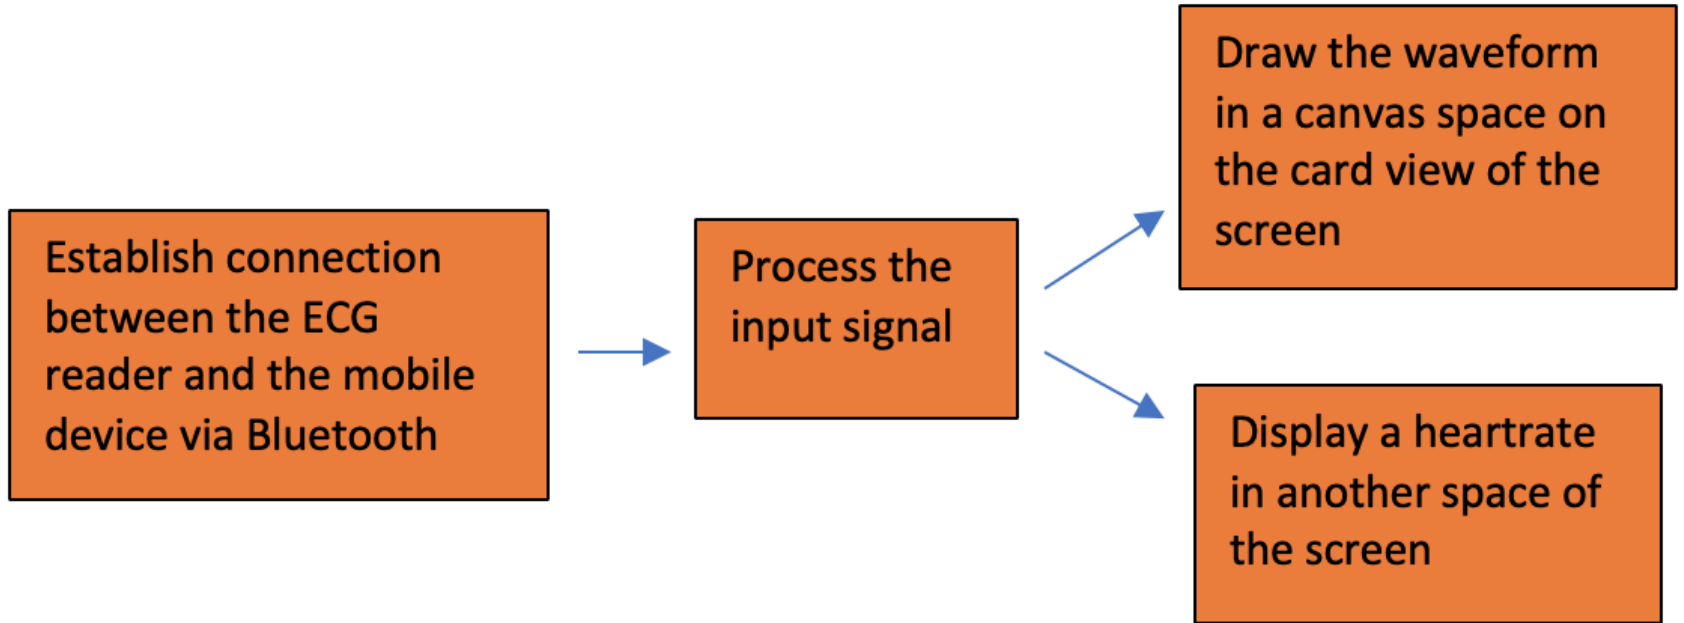 Establish connection
between the ECG
reader and the mobile
device via Bluetooth
Process the
input signal
Draw the waveform
in a canvas space on
the card view of the
screen
Display a heartrate
in another space of
the screen